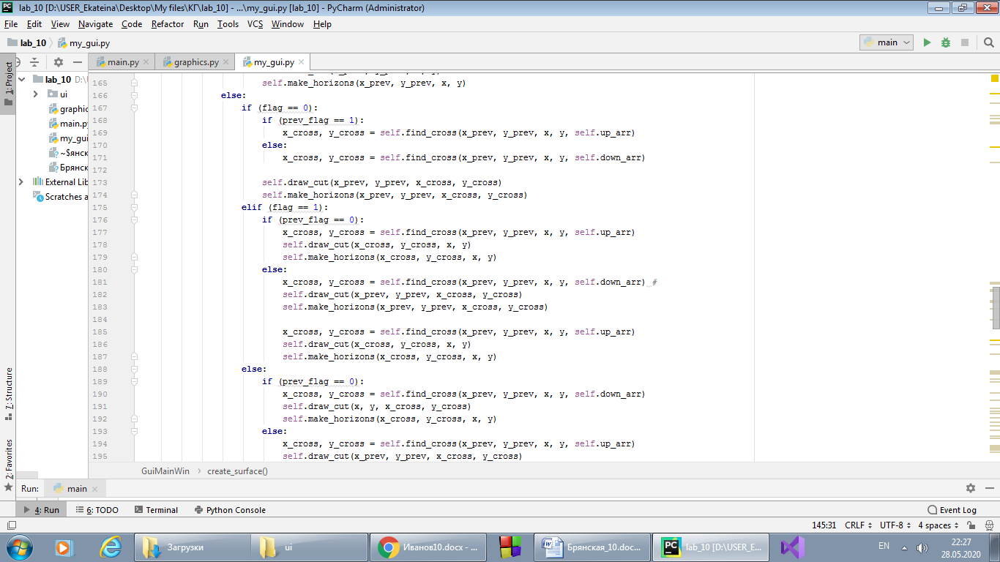 lab_10 [D:\USER_Ekateina\Desktop\My files\КГ\lab_10] - ...\my_gui.py [lab_10] - PyCharm (Administrator)
File Edit View Navigate Code Refactor Run Tools VCS Window Help
lab_10 my_gui.py main
main.py graphics.py my_gui.py
1: Project
lab_10 D:\
ui
graphic
main.py
my_gui
~$янск
Брянск
External Lib
Scratches a
7: Structure
2: Favorites
165 self.make_horizons(x_prev, y_prev, x, y)
166 else:
167 if (flag == 0):
168 if (prev_flag == 1):
169 x_cross, y_cross = self.find_cross(x_prev, y_prev, x, y, self.up_arr)
170 else:
171 x_cross, y_cross = self.find_cross(x_prev, y_prev, x, y, self.down_arr)
172
173 self.draw_cut(x_prev, y_prev, x_cross, y_cross)
174 self.make_horizons(x_prev, y_prev, x_cross, y_cross)
175 elif (flag == 1):
176 if (prev_flag == 0):
177 x_cross, y_cross = self.find_cross(x_prev, y_prev, x, y, self.up_arr)
178 self.draw_cut(x_cross, y_cross, x, y)
179 self.make_horizons(x_cross, y_cross, x, y)
180 else:
181 x_cross, y_cross = self.find_cross(x_prev, y_prev, x, y, self.down_arr) #
182 self.draw_cut(x_prev, y_prev, x_cross, y_cross)
183 self.make_horizons(x_prev, y_prev, x_cross, y_cross)
184
185 x_cross, y_cross = self.find_cross(x_prev, y_prev, x, y, self.up_arr)
186 self.draw_cut(x_cross, y_cross, x, y)
187 self.make_horizons(x_cross, y_cross, x, y)
188 else:
189 if (prev_flag == 0):
190 x_cross, y_cross = self.find_cross(x_prev, y_prev, x, y, self.down_arr)
191 self.draw_cut(x, y, x_cross, y_cross)
192 self.make_horizons(x_cross, y_cross, x, y)
193 else:
194 x_cross, y_cross = self.find_cross(x_prev, y_prev, x, y, self.up_arr)
195 self.draw_cut(x_prev, y_prev, x_cross, y_cross)
GuiMainWin create_surface()
Run: main
4: Run 6: TODO Terminal Python Console Event Log
145:31 CRLF UTF-8 4 spaces
Загрузки ui Иванов10.docx - ... Брянская_10.doc... lab_10 [D:\USER_E... EN 22:27
28.05.2020